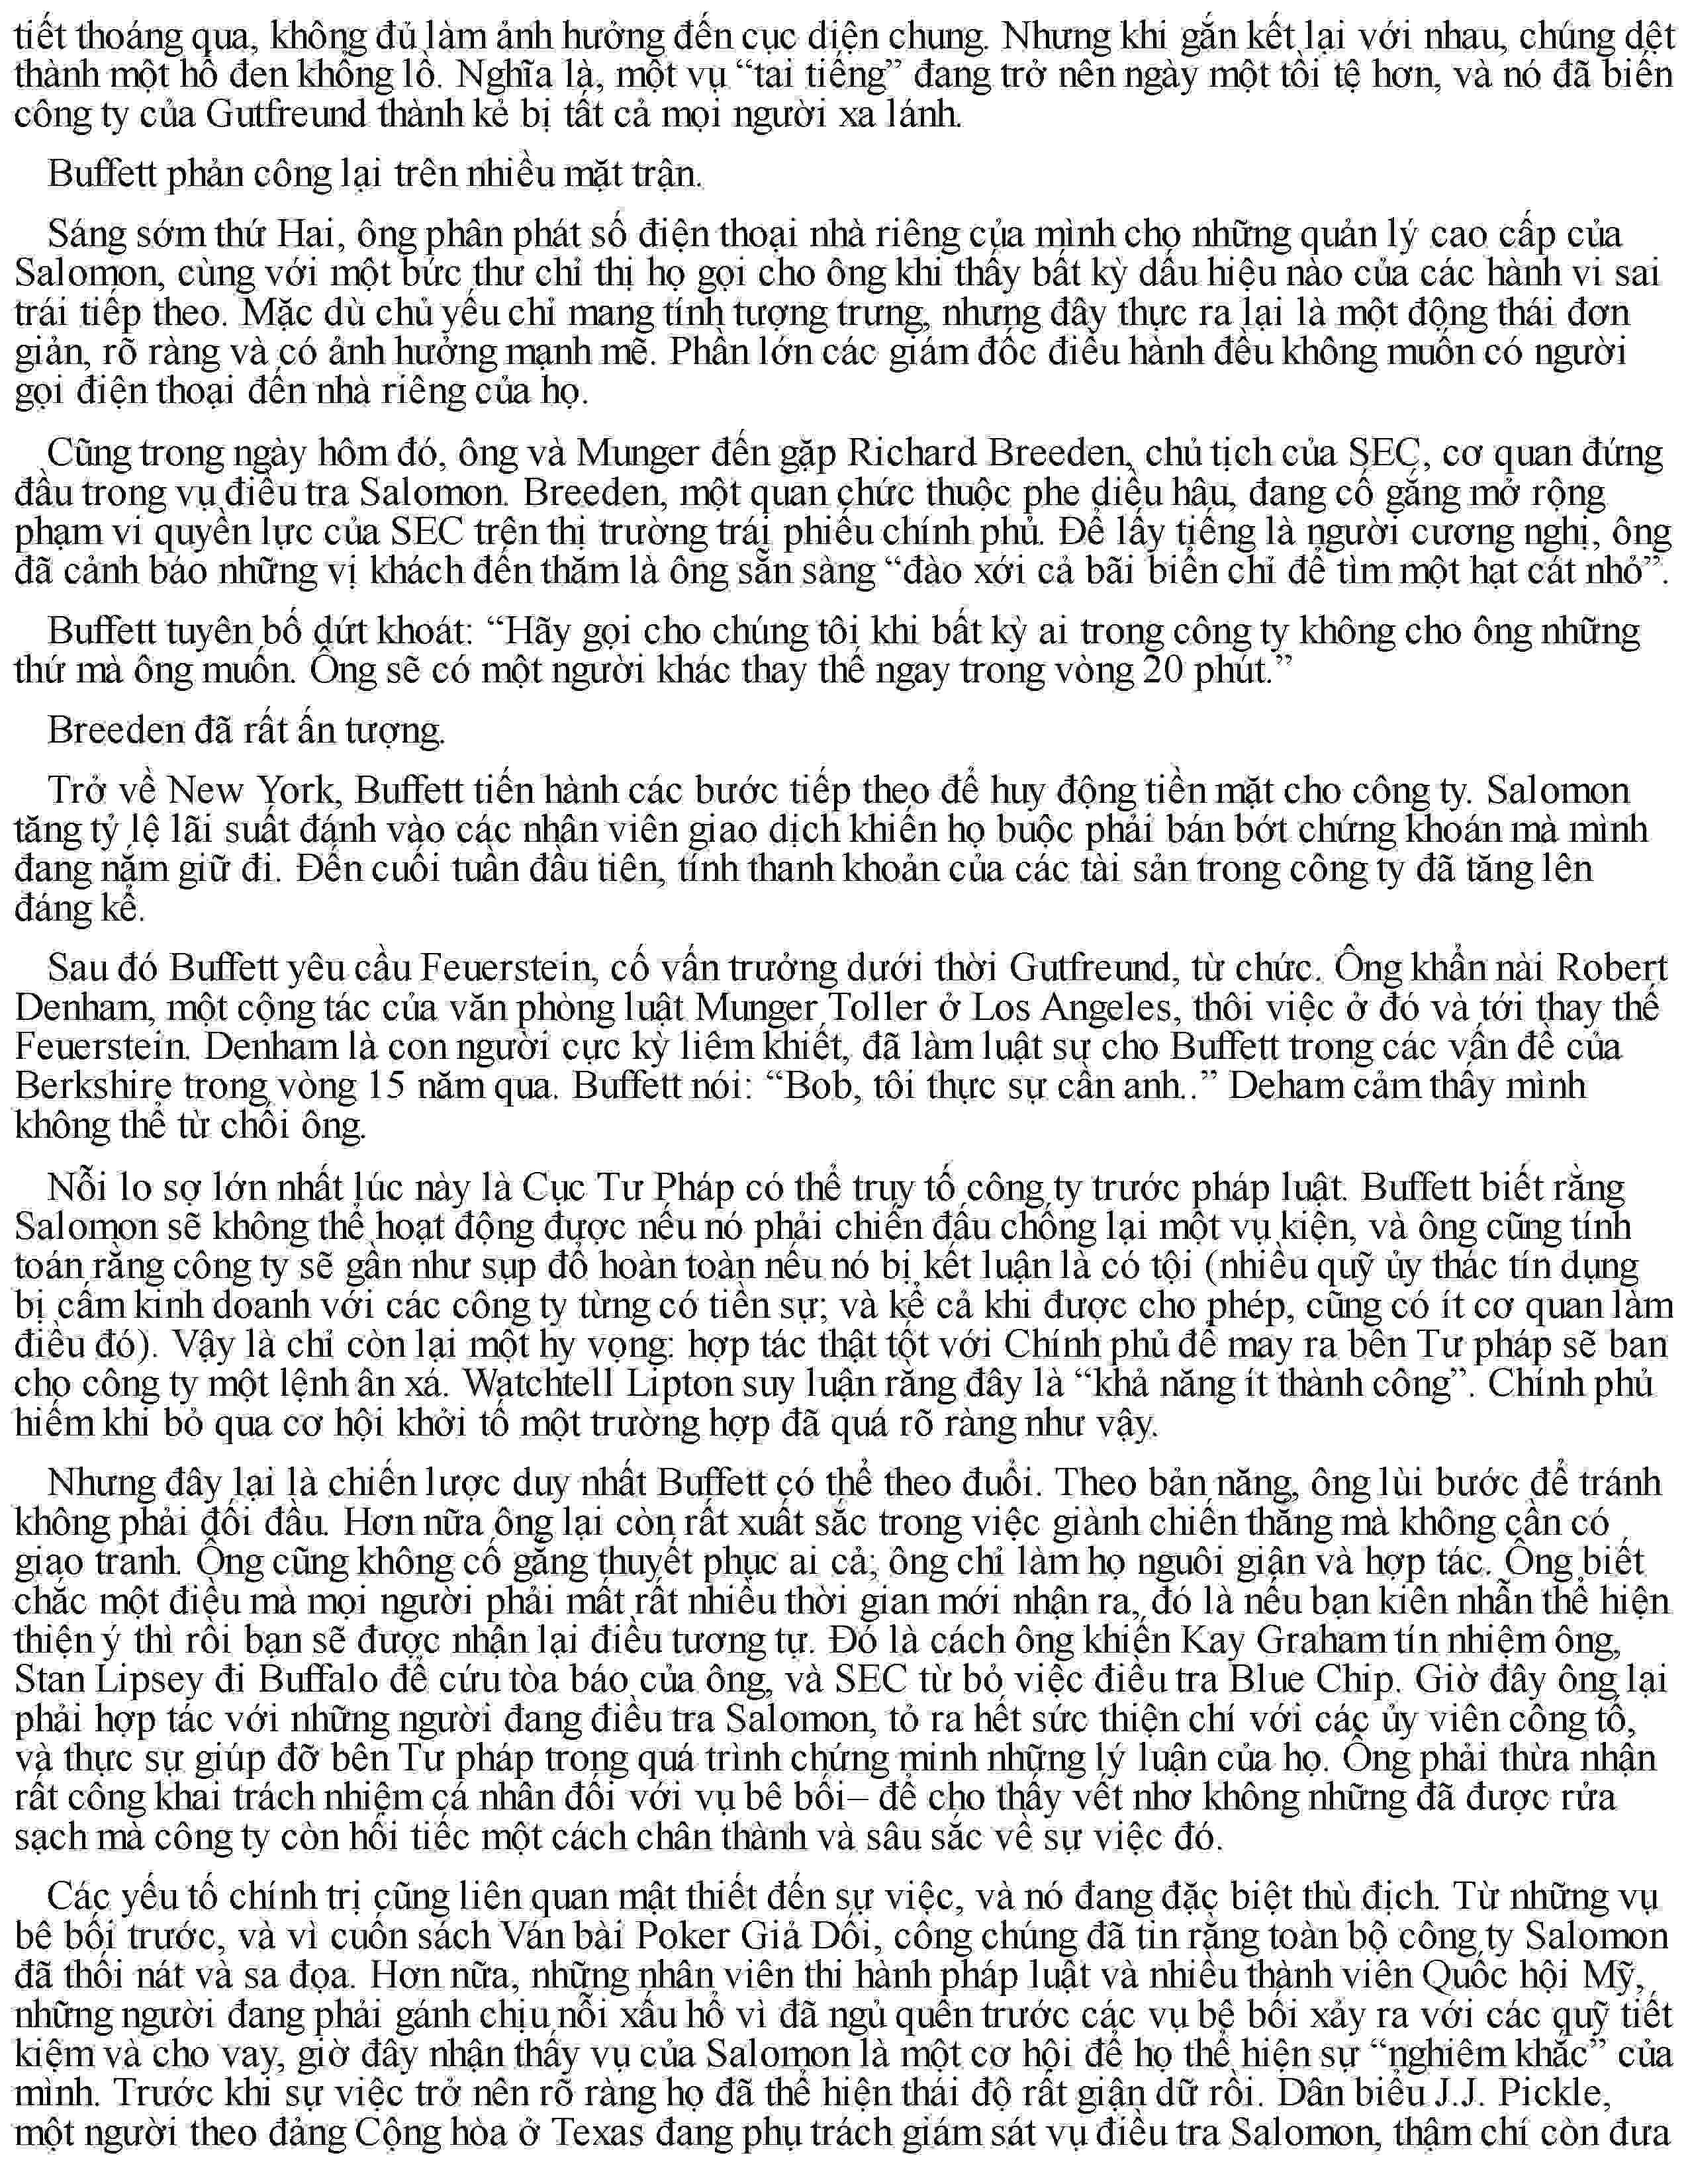 tiết thoáng qua, không đủ làm ảnh hưởng đến cục diện chung. Nhưng khi gắn kết lại với nhau, chúng dệt
thành một hố đen khổng lồ. Nghĩa là, một vụ “tai tiếng” đang trở nên ngày một tồi tệ hơn, và nó đã biến
công ty của Gutfreund thành kẻ bị tất cả mọi người xa lánh.
Buffett phản công lại trên nhiều mặt trận.
Sáng sớm thứ Hai, ông phân phát số điện thoại nhà riêng của mình cho những quản lý cao cấp của
Salomon, cùng với một bức thư chỉ thị họ gọi cho ông khi thấy bất kỳ dấu hiệu nào của các hành vi sai
trái tiếp theo. Mặc dù chủ yếu chỉ mang tính tượng trưng, nhưng đây thực ra lại là một động thái đơn
giản, rõ ràng và có ảnh hưởng mạnh mẽ. Phần lớn các giám đốc điều hành đều không muốn có người
gọi điện thoại đến nhà riêng của họ.
Cũng trong ngày hôm đó, ông và Munger đến gặp Richard Breeden, chủ tịch của SEC, cơ quan đứng
đầu trong vụ điều tra Salomon. Breeden, một quan chức thuộc phe diều hâu, đang cố gắng mở rộng
phạm vi quyền lực của SEC trên thị trường trái phiếu chính phủ. Để lấy tiếng là người cương nghị, ông
đã cảnh báo những vị khách đến thăm là ông sẵn sàng “đào xới cả bãi biển chỉ để tìm một hạt cát nhỏ”.
Buffett tuyên bố dứt khoát: “Hãy gọi cho chúng tôi khi bất kỳ ai trong công ty không cho ông những
thứ mà ông muốn. Ông sẽ có một người khác thay thế ngay trong vòng 20 phút.”
Breeden đã rất ấn tượng.
Trở về New York, Buffett tiến hành các bước tiếp theo để huy động tiền mặt cho công ty. Salomon
tăng tỷ lệ lãi suất đánh vào các nhân viên giao dịch khiến họ buộc phải bán bớt chứng khoán mà mình
đang nắm giữ đi. Đến cuối tuần đầu tiên, tính thanh khoản của các tài sản trong công ty đã tăng lên
đáng kể.
Sau đó Buffett yêu cầu Feuerstein, cố vấn trưởng dưới thời Gutfreund, từ chức. Ông khẩn nài Robert
Denham, một cộng tác của văn phòng luật Munger Toller ở Los Angeles, thôi việc ở đó và tới thay thế
Feuerstein. Denham là con người cực kỳ liêm khiết, đã làm luật sư cho Buffett trong các vấn đề của
Berkshire trong vòng 15 năm qua. Buffett nói: “Bob, tôi thực sự cần anh..” Deham cảm thấy mình
không thể từ chối ông.
Nỗi lo sợ lớn nhất lúc này là Cục Tư Pháp có thể truy tố công ty trước pháp luật. Buffett biết rằng
Salomon sẽ không thể hoạt động được nếu nó phải chiến đấu chống lại một vụ kiện, và ông cũng tính
toán rằng công ty sẽ gần như sụp đổ hoàn toàn nếu nó bị kết luận là có tội (nhiều quỹ ủy thác tín dụng
bị cấm kinh doanh với các công ty từng có tiền sự; và kể cả khi được cho phép, cũng có ít cơ quan làm
điều đó). Vậy là chỉ còn lại một hy vọng: hợp tác thật tốt với Chính phủ để may ra bên Tư pháp sẽ ban
cho công ty một lệnh ân xá. Watchtell Lipton suy luận rằng đây là “khả năng ít thành công”. Chính phủ
hiếm khi bỏ qua cơ hội khởi tố một trường hợp đã quá rõ ràng như vậy.
Nhưng đây lại là chiến lược duy nhất Buffett có thể theo đuổi. Theo bản năng, ông lùi bước để tránh
không phải đối đầu. Hơn nữa ông lại còn rất xuất sắc trong việc giành chiến thắng mà không cần có
giao tranh. Ông cũng không cố gắng thuyết phục ai cả; ông chỉ làm họ nguôi giận và hợp tác. Ông biết
chắc một điều mà mọi người phải mất rất nhiều thời gian mới nhận ra, đó là nếu bạn kiên nhẫn thể hiện
thiện ý thì rồi bạn sẽ được nhận lại điều tương tự. Đó là cách ông khiến Kay Graham tín nhiệm ông,
Stan Lipsey đi Buffalo để cứu tòa báo của ông, và SEC từ bỏ việc điều tra Blue Chip. Giờ đây ông lại
phải hợp tác với những người đang điều tra Salomon, tỏ ra hết sức thiện chí với các ủy viên công tố,
và thực sự giúp đỡ bên Tư pháp trong quá trình chứng minh những lý luận của họ. Ông phải thừa nhận
rất công khai trách nhiệm cá nhân đối với vụ bê bối– để cho thấy vết nhơ không những đã được rửa
sạch mà công ty còn hối tiếc một cách chân thành và sâu sắc về sự việc đó.
Các yếu tố chính trị cũng liên quan mật thiết đến sự việc, và nó đang đặc biệt thù địch. Từ những vụ
bê bối trước, và vì cuốn sách Ván bài Poker Giả Dối, công chúng đã tin rằng toàn bộ công ty Salomon
đã thối nát và sa đọa. Hơn nữa, những nhân viên thi hành pháp luật và nhiều thành viên Quốc hội Mỹ,
những người đang phải gánh chịu nỗi xấu hổ vì đã ngủ quên trước các vụ bê bối xảy ra với các quỹ tiết
kiệm và cho vay, giờ đây nhận thấy vụ của Salomon là một cơ hội để họ thể hiện sự “nghiêm khắc” của
mình. Trước khi sự việc trở nên rõ ràng họ đã thể hiện thái độ rất giận dữ rồi. Dân biểu J.J. Pickle,
một người theo đảng Cộng hòa ở Texas đang phụ trách giám sát vụ điều tra Salomon, thậm chí còn đưa